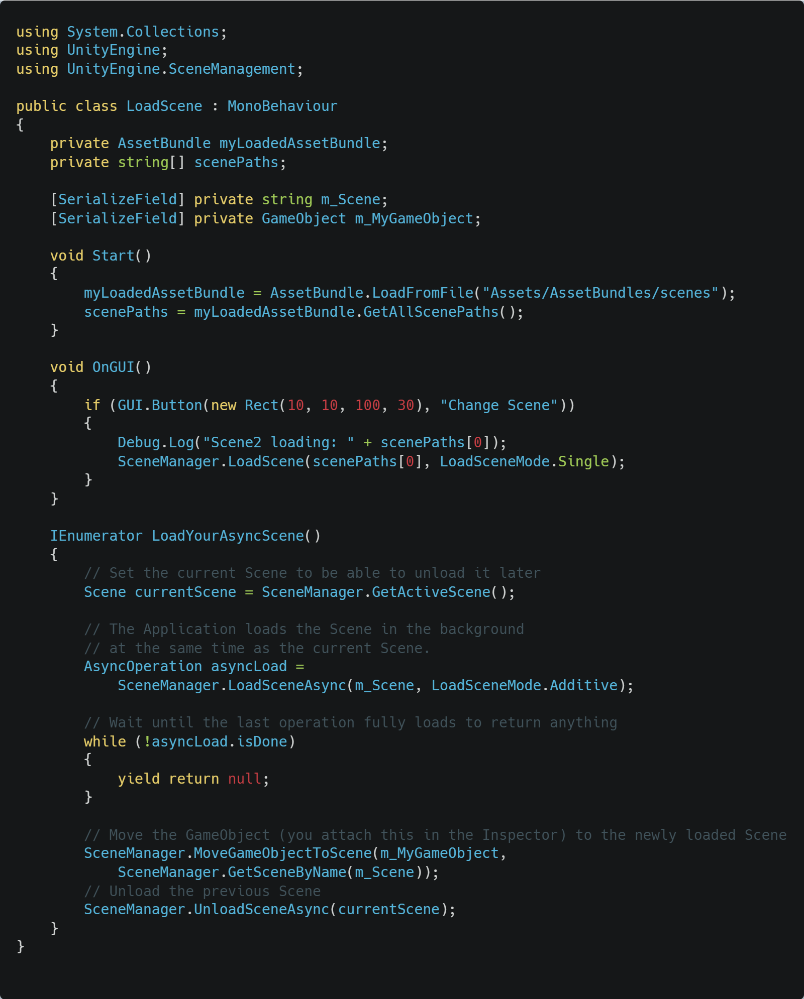 using System.Collections;
using UnityEngine;
using UnityEngine.SceneManagement;

public class LoadScene : MonoBehaviour
{
    private AssetBundle myLoadedAssetBundle;
    private string[] scenePaths;

    [SerializeField] private string m_Scene;
    [SerializeField] private GameObject m_MyGameObject;

    void Start()
    {
        myLoadedAssetBundle = AssetBundle.LoadFromFile("Assets/AssetBundles/scenes");
        scenePaths = myLoadedAssetBundle.GetAllScenePaths();
    }

    void OnGUI()
    {
        if (GUI.Button(new Rect(10, 10, 100, 30), "Change Scene"))
        {
            Debug.Log("Scene2 loading: " + scenePaths[0]);
            SceneManager.LoadScene(scenePaths[0], LoadSceneMode.Single);
        }
    }

    IEnumerator LoadYourAsyncScene()
    {
        // Set the current Scene to be able to unload it later
        Scene currentScene = SceneManager.GetActiveScene();

        // The Application loads the Scene in the background
        // at the same time as the current Scene.
        AsyncOperation asyncLoad =
            SceneManager.LoadSceneAsync(m_Scene, LoadSceneMode.Additive);

        // Wait until the last operation fully loads to return anything
        while (!asyncLoad.isDone)
        {
            yield return null;
        }

        // Move the GameObject (you attach this in the Inspector) to the newly loaded Scene
        SceneManager.MoveGameObjectToScene(m_MyGameObject,
            SceneManager.GetSceneByName(m_Scene));
        // Unload the previous Scene
        SceneManager.UnloadSceneAsync(currentScene);
    }
}